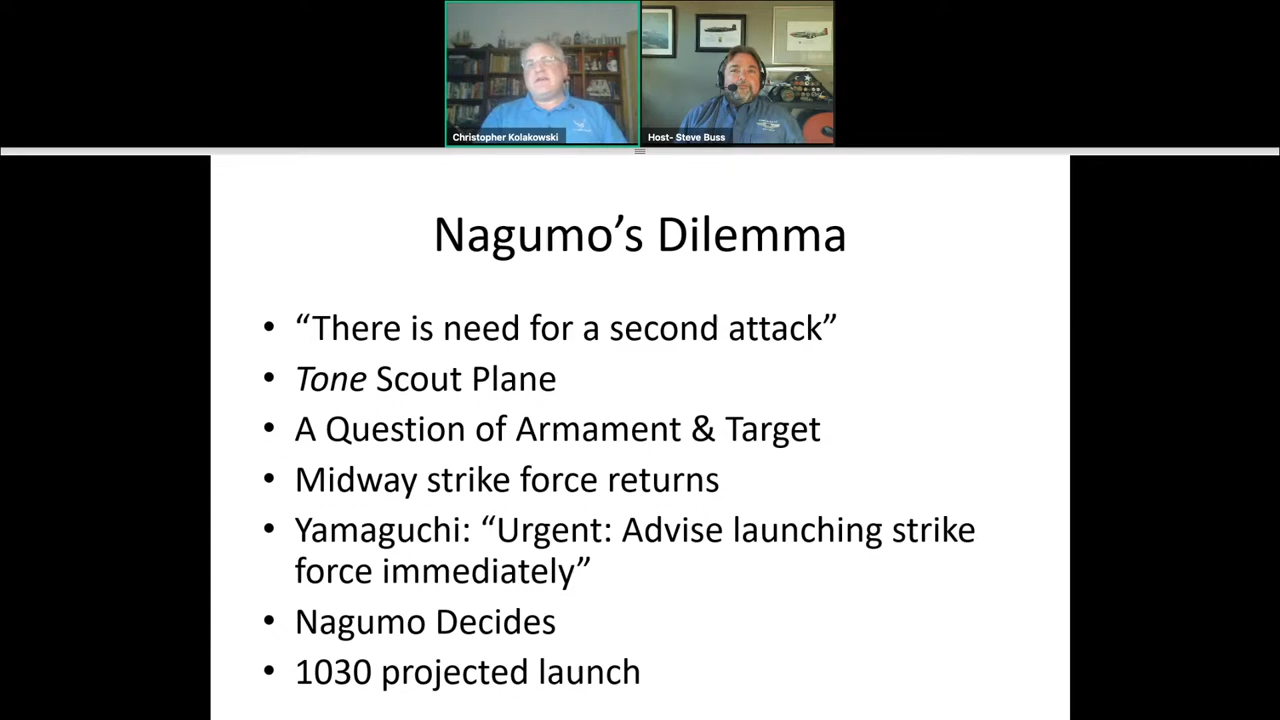 Christopher Kolakowski
Host- Steve Buss
Nagumo’s Dilemma
• “There is need for a second attack”
• Tone Scout Plane
• A Question of Armament & Target
• Midway strike force returns
• Yamaguchi: “Urgent: Advise launching strike
force immediately”
• Nagumo Decides
• 1030 projected launch